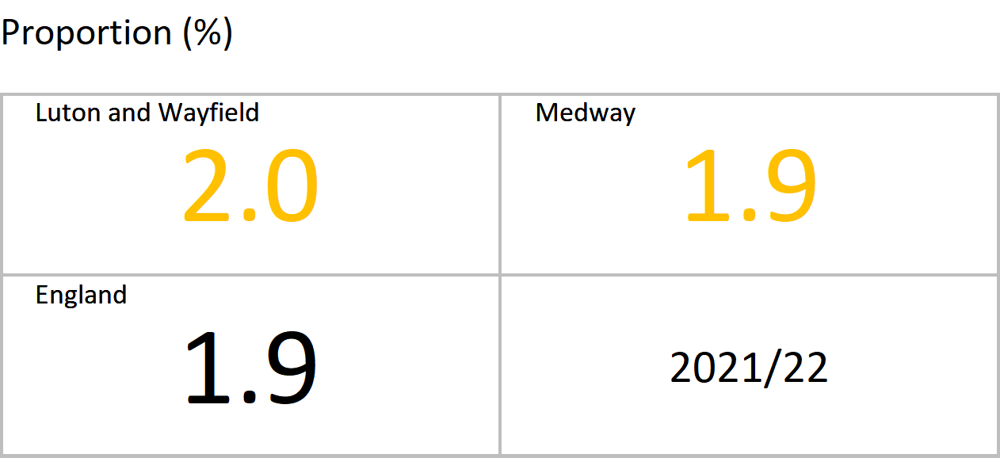 Proportion (%)
Luton and Wayfield
2.0
Medway
1.9
England
1.9
2021/22